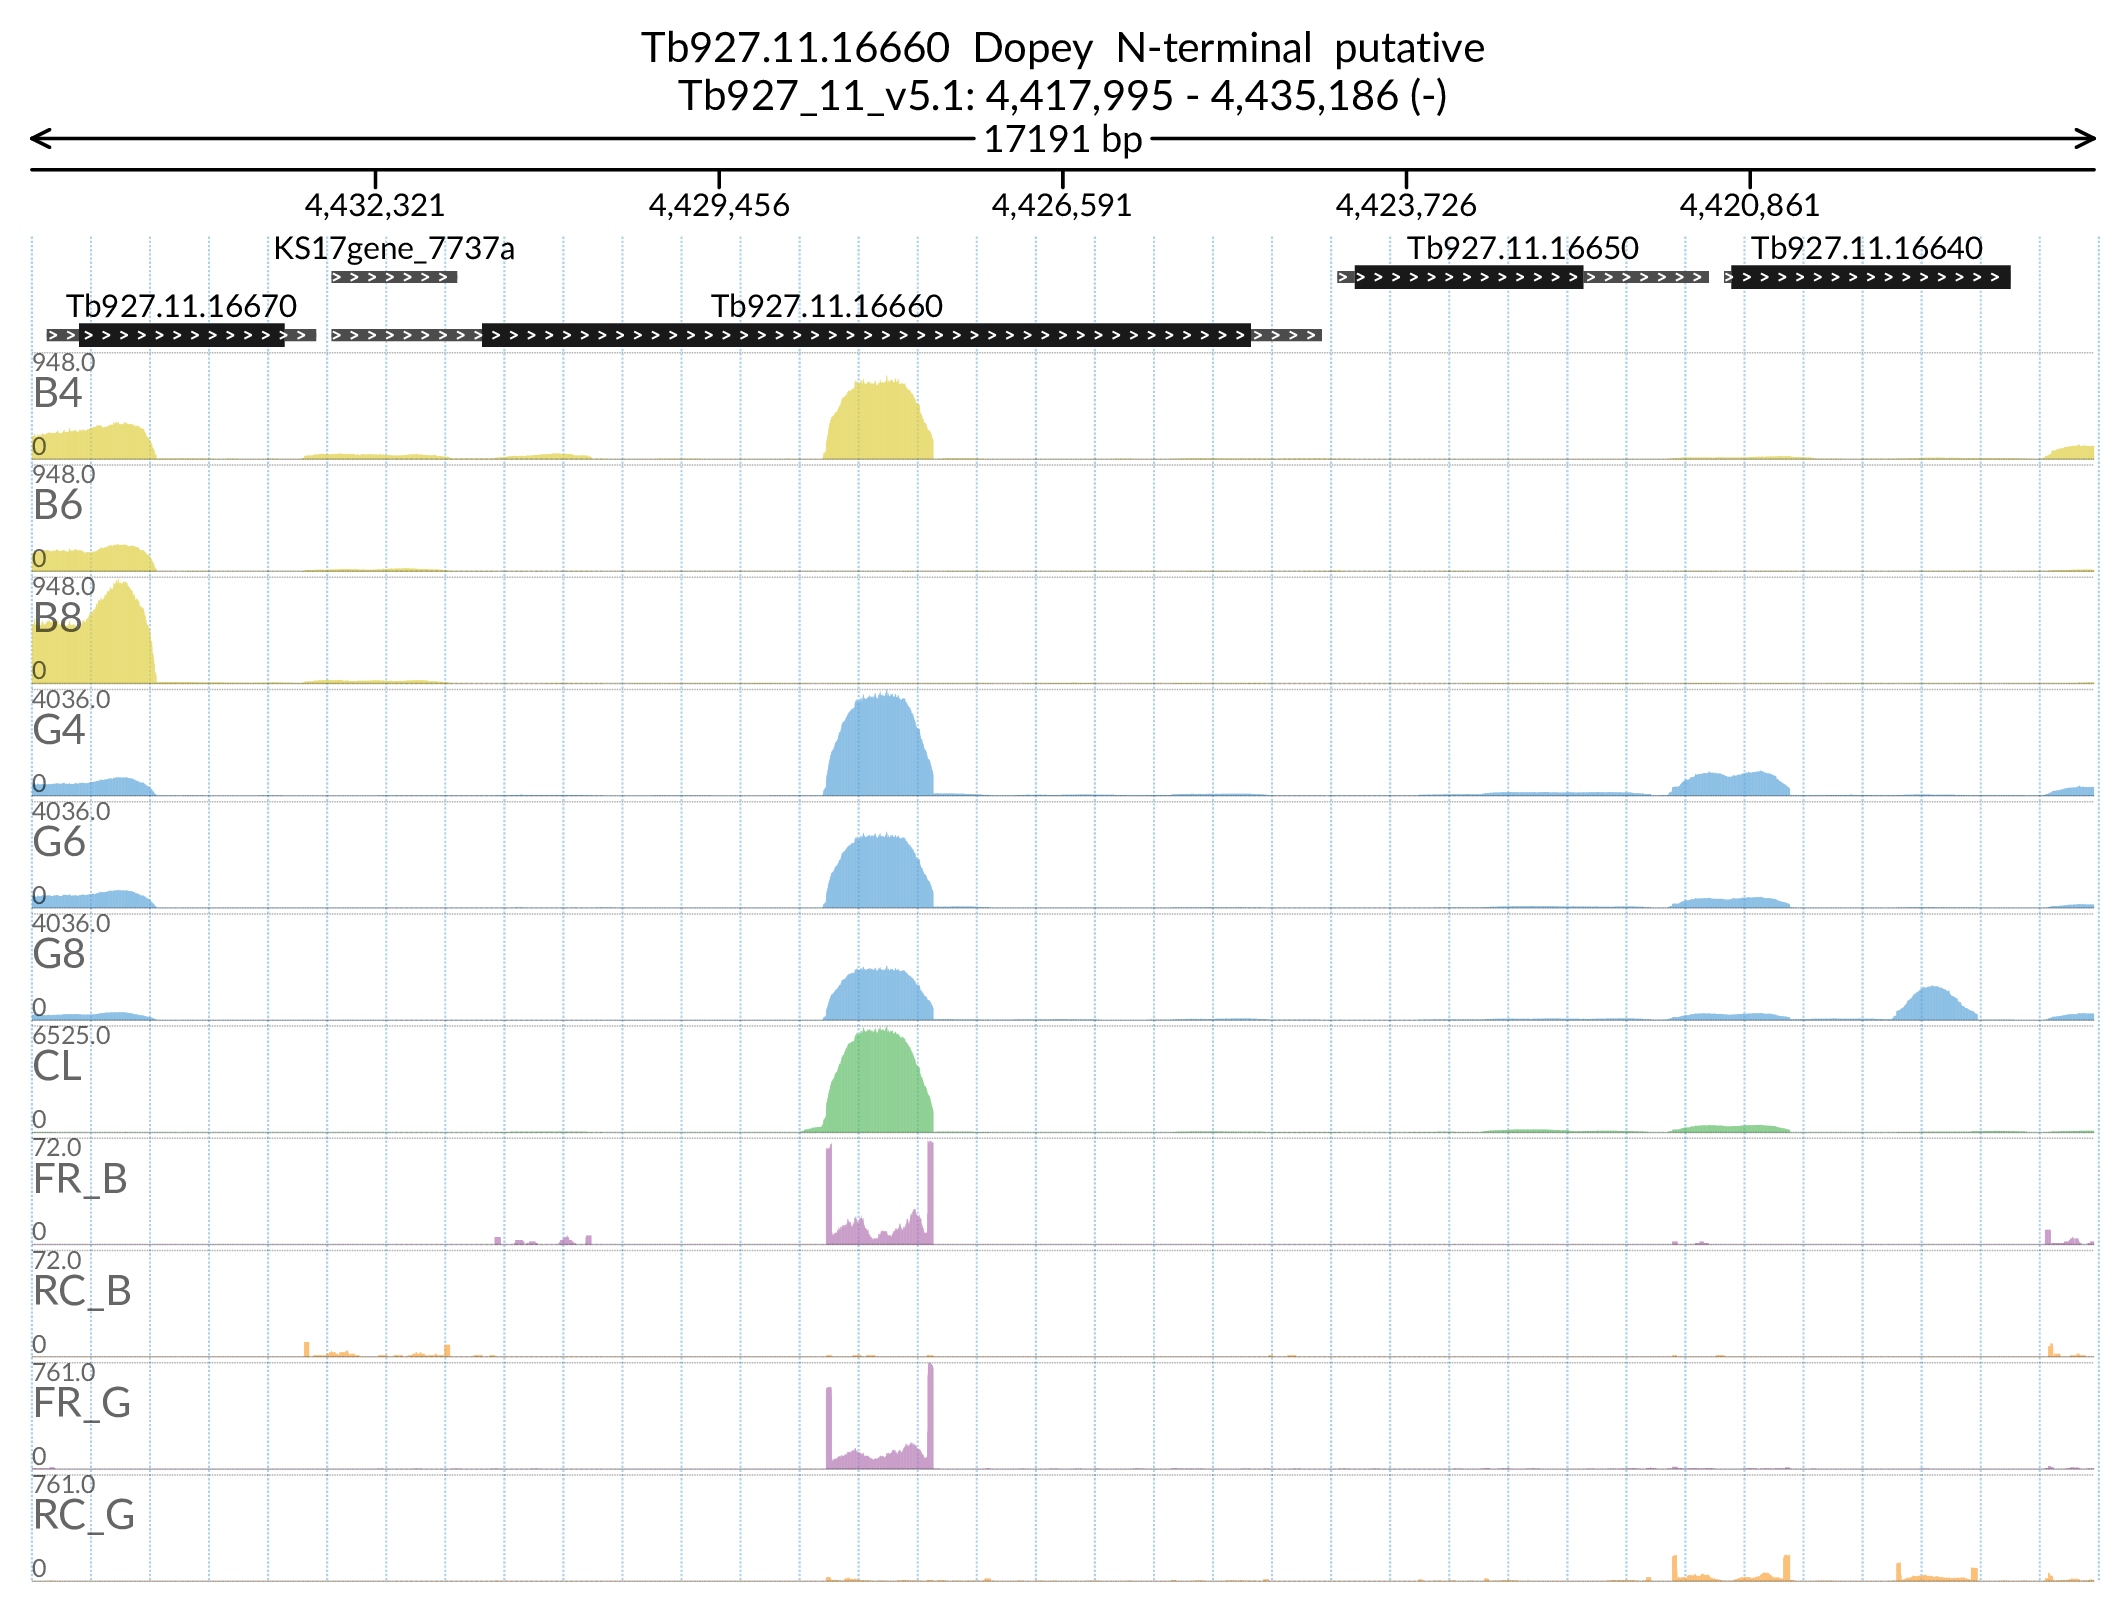 Tb927.11.16660 Dopey N-terminal putative
Tb927_11_v5.1: 4,417,995 - 4,435,186 (-)
17191 bp
4,432,321 4,429,456 4,426,591 4,423,726 4,420,861
KS17gene_7737a Tb927.11.16650 Tb927.11.16640
Tb927.11.16670 Tb927.11.16660
948.0
B4
0
948.0
B6
0
948.0
B8
0
4036.0
G4
0
4036.0
G6
0
4036.0
G8
0
6525.0
CL
0
72.0
FR_B
0
72.0
RC_B
0
761.0
FR_G
0
761.0
RC_G
0